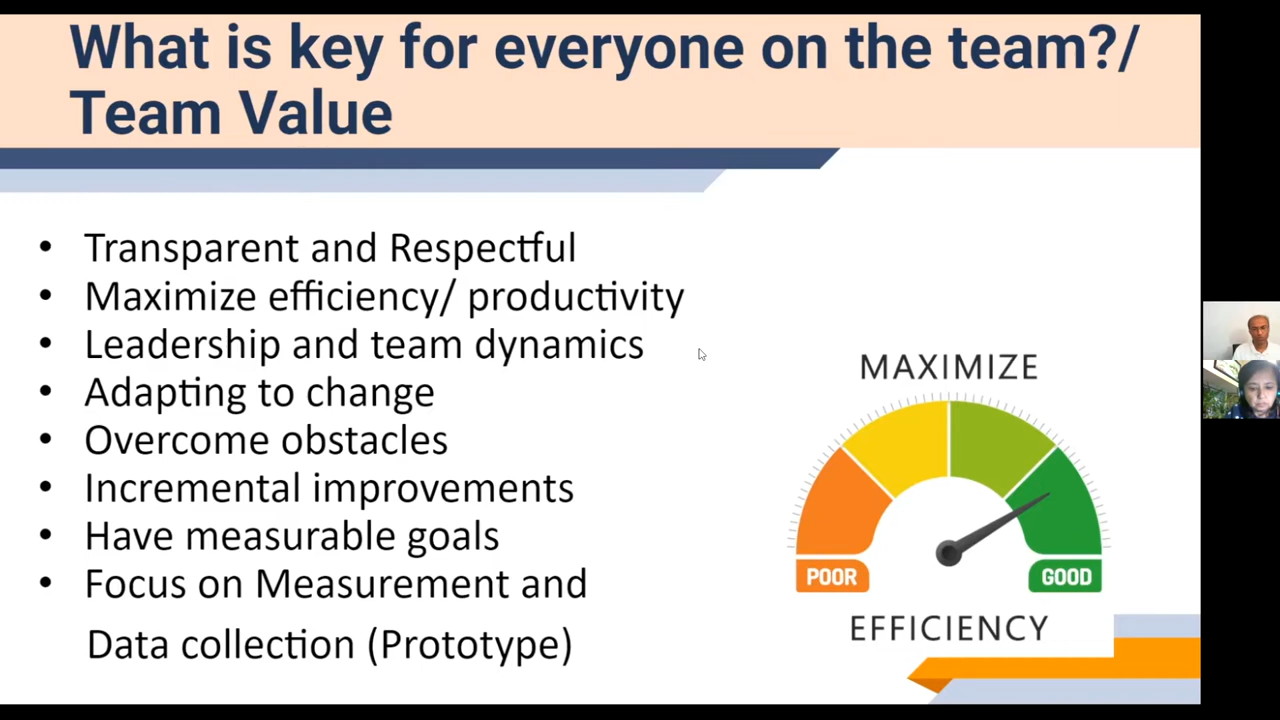 What is key for everyone on the team?/
Team Value
• Transparent and Respectful
• Maximize efficiency/ productivity
• Leadership and team dynamics
• Adapting to change
• Overcome obstacles
• Incremental improvements
• Have measurable goals
• Focus on Measurement and
Data collection (Prototype)
MAXIMIZE
POOR
GOOD
EFFICIENCY